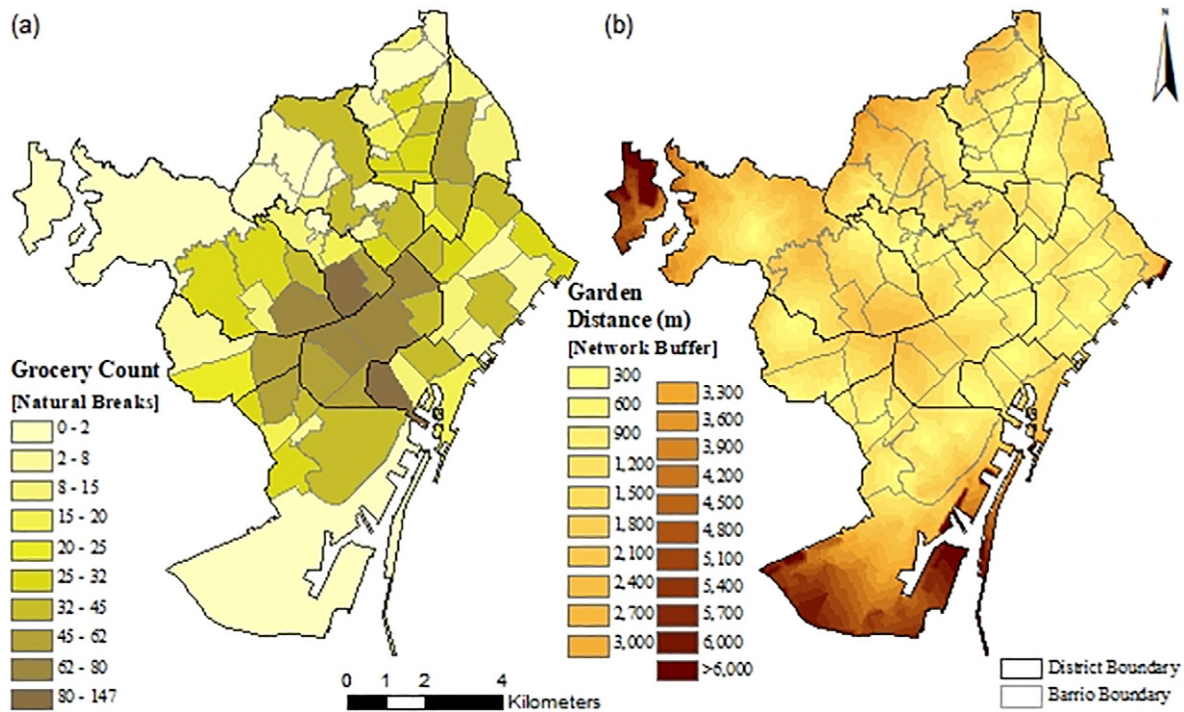 (a)
(b)
N
Grocery Count
[Natural Breaks]
0 - 2
2 - 8
8 - 15
15 - 20
20 - 25
25 - 32
32 - 45
45 - 62
62 - 80
80 - 147
0 1 2 4
Kilometers
Garden
Distance (m)
[Network Buffer]
300
600
900
1,200
1,500
1,800
2,100
2,400
2,700
3,000
3,300
3,600
3,900
4,200
4,500
4,800
5,100
5,400
5,700
6,000
>6,000
District Boundary
Barrio Boundary